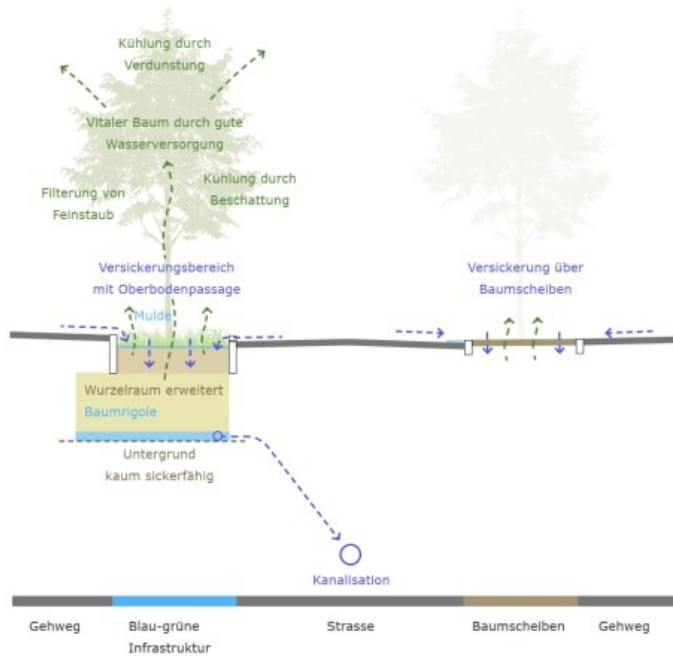 Kühlung durch
Verdunstung
Vitaler Baum durch gute
Wasserversorgung
Filterung von
Feinstaub
Kühlung durch
Beschattung
Versickerungsbereich
mit Oberbodenpassage
Mulde
Versickerung über
Baumscheiben
Wurzelraum erweitert
Baumrigole
Untergrund
kaum sickerfähig
Kanalisation
Gehweg
Blau-grüne
Infrastruktur
Strasse
Baumscheiben
Gehweg